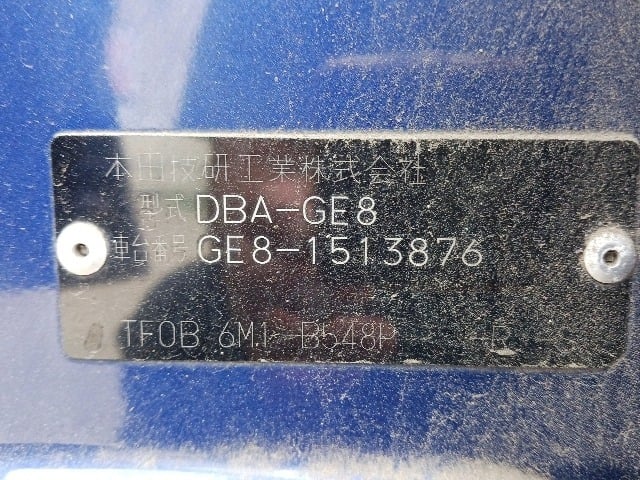 本田技研工業株式会社
型式 DBA-GE8
車台番号 GE8-1513876
TF0B 6M1-B548P R